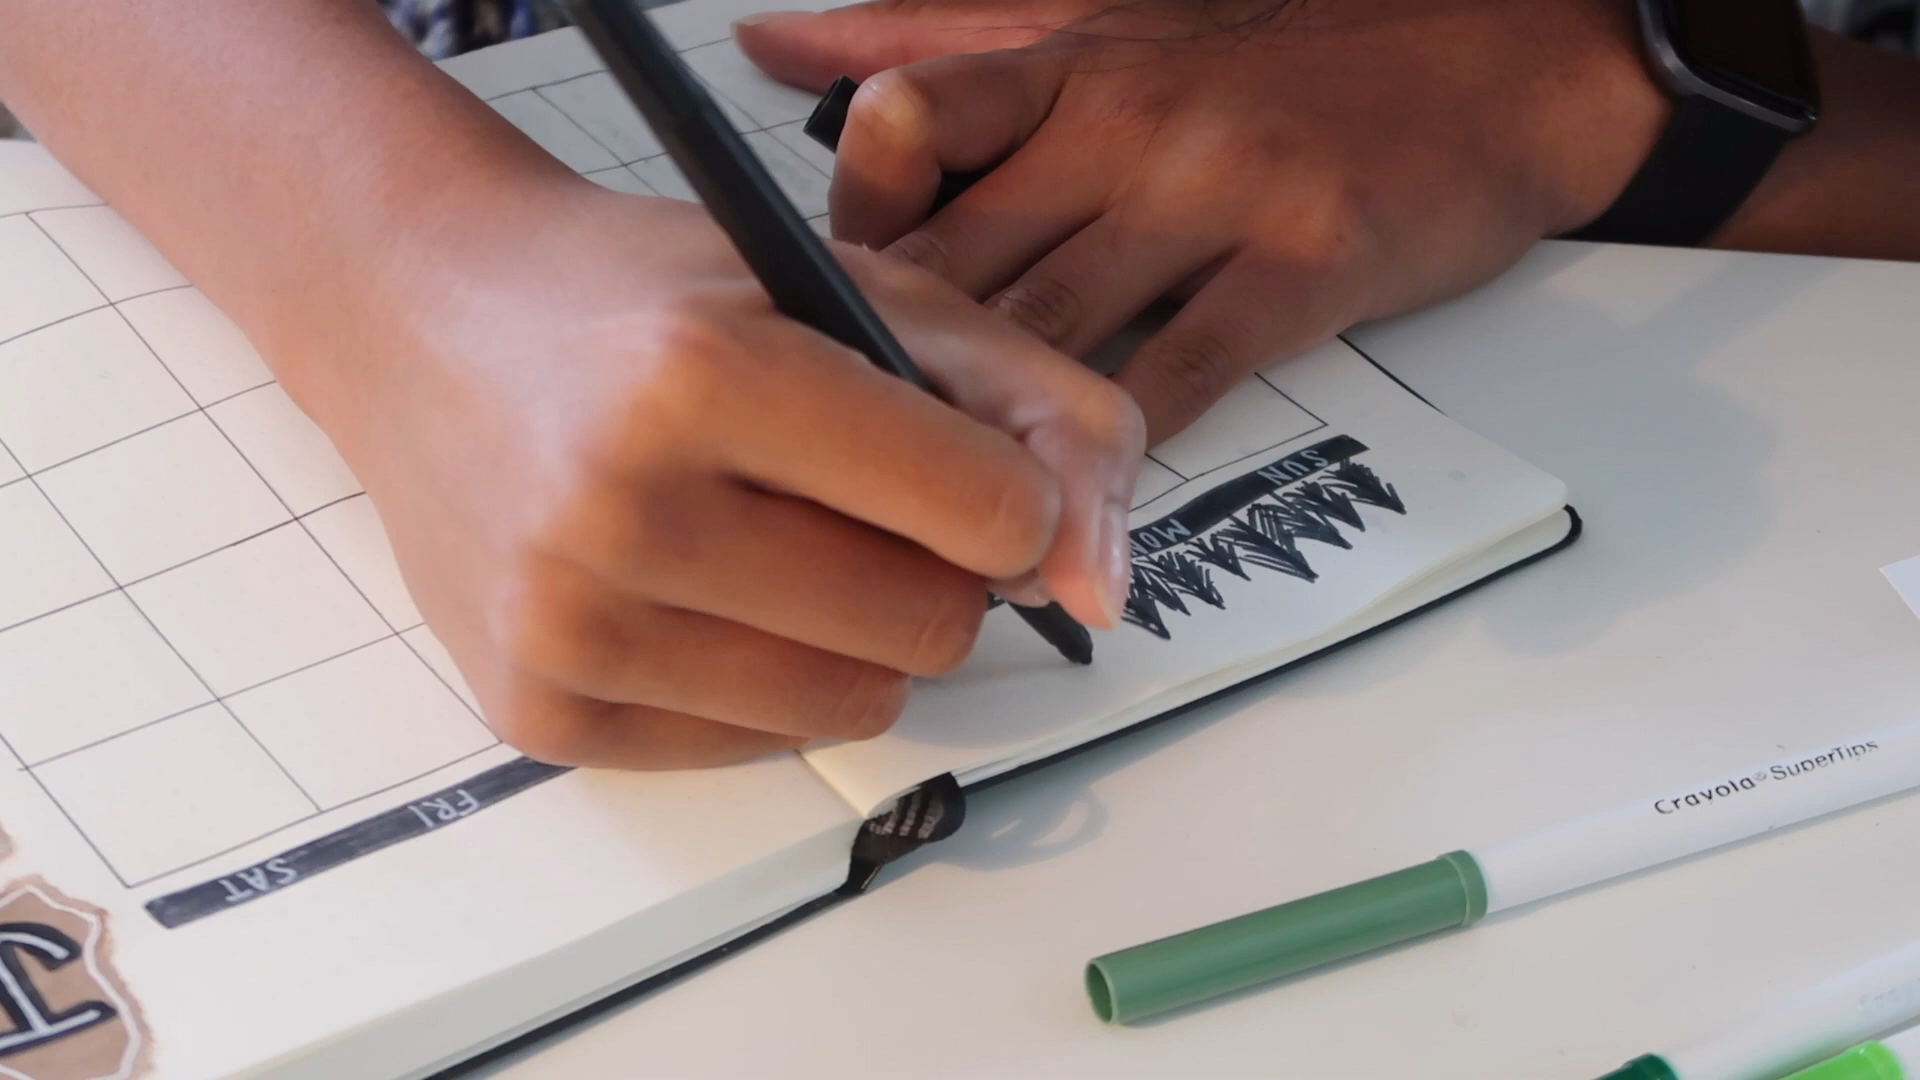 SUN
MON
FRI
SAT
J
Crayola® SuperTips